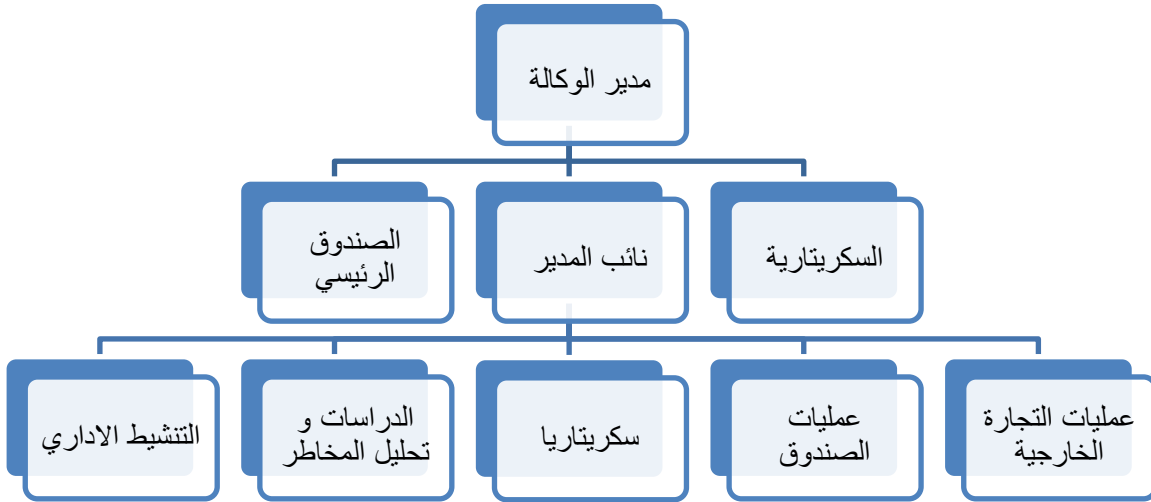 مدير الوكالة
السكريتارية
نائب المدير
الصندوق
الرئيسي
عمليات التجارة
الخارجية
عمليات
الصندوق
سكريتاريا
الدراسات و
تحليل المخاطر
التنشيط الاداري